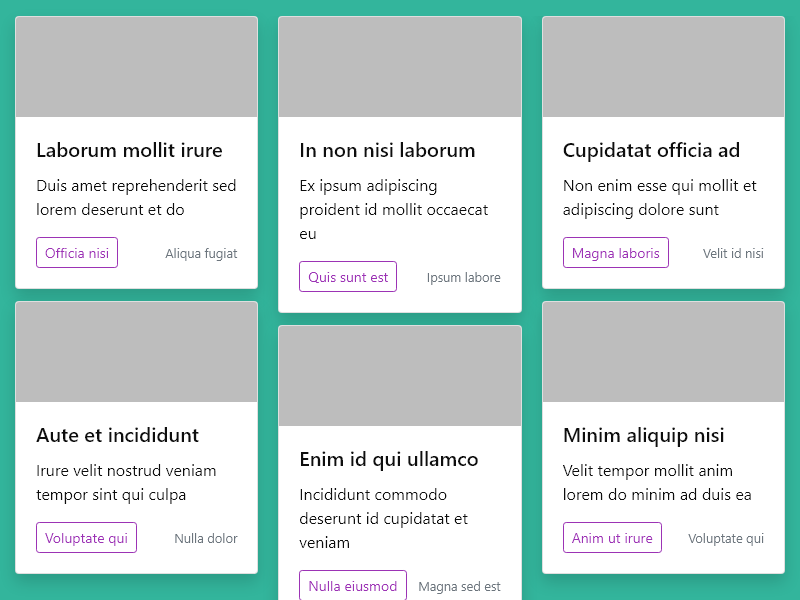 Laborum mollit irure
Duis amet reprehenderit sed
lorem deserunt et do
Officia nisi
Aliqua fugiat
Aute et incididunt
Irure velit nostrud veniam
tempor sint qui culpa
Voluptate qui
Nulla dolor
In non nisi laborum
Ex ipsum adipiscing
proident id mollit occaecat
eu
Quis sunt est
Ipsum labore
Enim id qui ullamco
Incididunt commodo
deserunt id cupidatat et
veniam
Nulla eiusmod
Magna sed est
Cupidatat officia ad
Non enim esse qui mollit et
adipiscing dolore sunt
Magna laboris
Velit id nisi
Minim aliquip nisi
Velit tempor mollit anim
lorem do minim ad duis ea
Anim ut irure
Voluptate qui